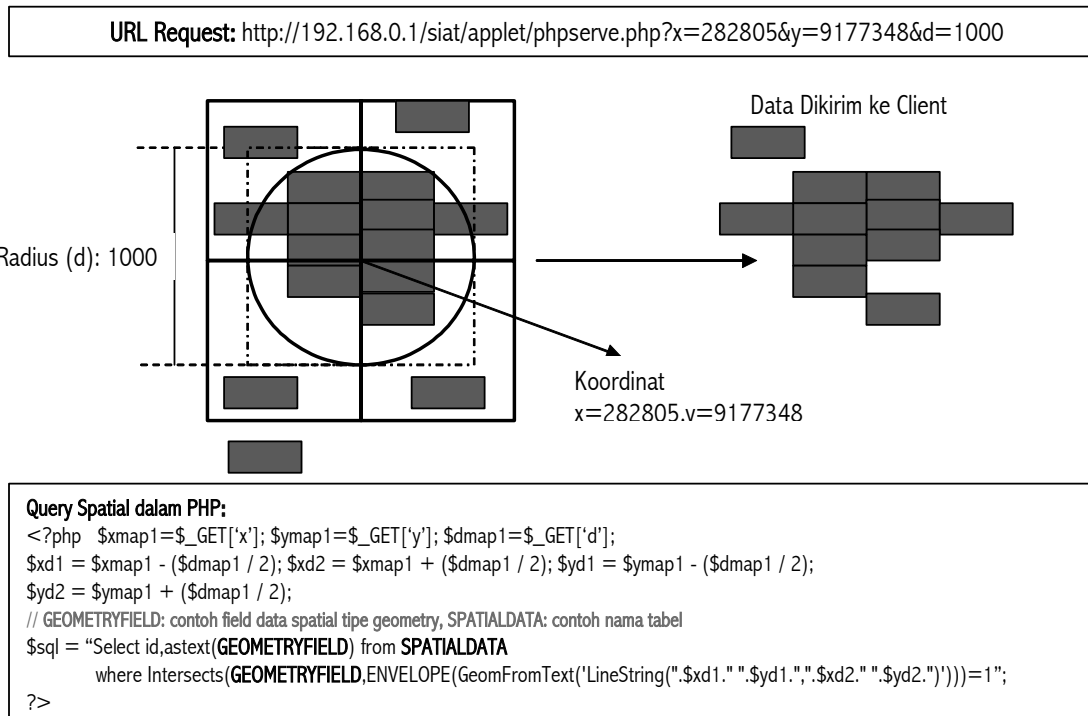 URL Request: http://192.168.0.1/siat/applet/phpserve.php?x=282805&y=9177348&d=1000
Data Dikirim ke Client
Radius (d): 1000
Koordinat
x=282805,y=9177348
Query Spatial dalam PHP:
<?php $xmap1=$_GET[‘x’]; $ymap1=$_GET[‘y’]; $dmap1=$_GET[‘d’];
$xd1 = $xmap1 - ($dmap1 / 2); $xd2 = $xmap1 + ($dmap1 / 2); $yd1 = $ymap1 - ($dmap1 / 2);
$yd2 = $ymap1 + ($dmap1 / 2);
// GEOMETRYFIELD: contoh field data spatial tipe geometry, SPATIALDATA: contoh nama tabel
$sql = “Select id,astext(GEOMETRYFIELD) from SPATIALDATA
where Intersects(GEOMETRYFIELD,ENVELOPE(GeomFromText('LineString(".$xd1." ".$yd1.",".$xd2." ".$yd2.")')))=1”;
?>